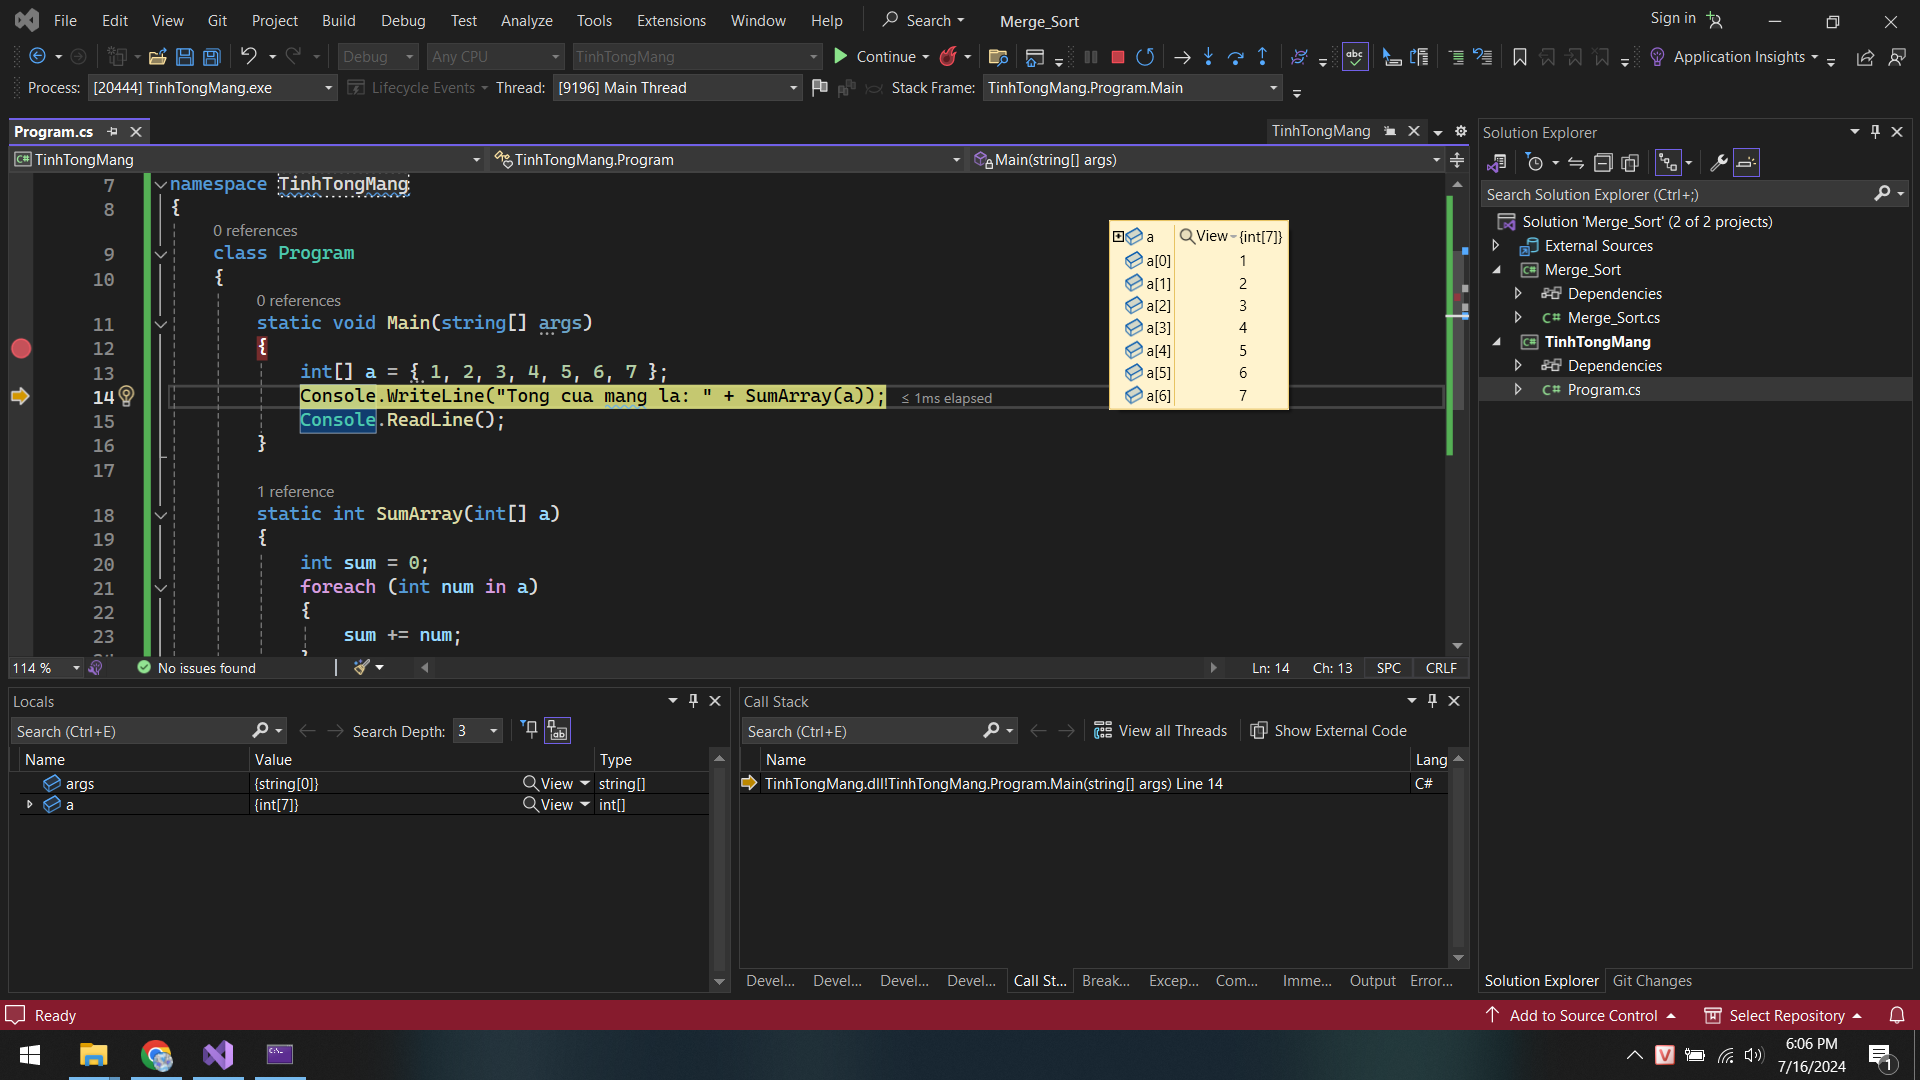 File Edit View Git Project Build Debug Test Analyze Tools Extensions Window Help Search Merge_Sort Sign in
Debug Any CPU TinhTongMang Continue abc Application Insights
Process: [20444] TinhTongMang.exe Lifecycle Events Thread: [9196] Main Thread Stack Frame: TinhTongMang.Program.Main
Program.cs TinhTongMang
C# TinhTongMang TinhTongMang.Program Main(string[] args)
7 namespace TinhTongMang
8 {
0 references
9 class Program
10 {
0 references
11 static void Main(string[] args)
12 {
13 int[] a = { 1, 2, 3, 4, 5, 6, 7 };
14 Console.WriteLine("Tong cua mang la: " + SumArray(a)); ≤ 1ms elapsed
15 Console.ReadLine();
16 }
17
1 reference
18 static int SumArray(int[] a)
19 {
20 int sum = 0;
21 foreach (int num in a)
22 {
23 sum += num;
a View {int[7]}
a[0] 1
a[1] 2
a[2] 3
a[3] 4
a[4] 5
a[5] 6
a[6] 7
114 % No issues found Ln: 14 Ch: 13 SPC CRLF
Solution Explorer
Search Solution Explorer (Ctrl+;)
Solution 'Merge_Sort' (2 of 2 projects)
External Sources
C# Merge_Sort
Dependencies
C# Merge_Sort.cs
C# TinhTongMang
Dependencies
C# Program.cs
Solution Explorer Git Changes
Locals
Search (Ctrl+E) Search Depth: 3
Name Value Type
args {string[0]} View string[]
a {int[7]} View int[]
Call Stack
Search (Ctrl+E) View all Threads Show External Code
Name Lang
TinhTongMang.dll!TinhTongMang.Program.Main(string[] args) Line 14 C#
Devel... Devel... Devel... Devel... Call St... Break... Excep... Com... Imme... Output Error...
Ready Add to Source Control Select Repository
V 6:06 PM
7/16/2024 1